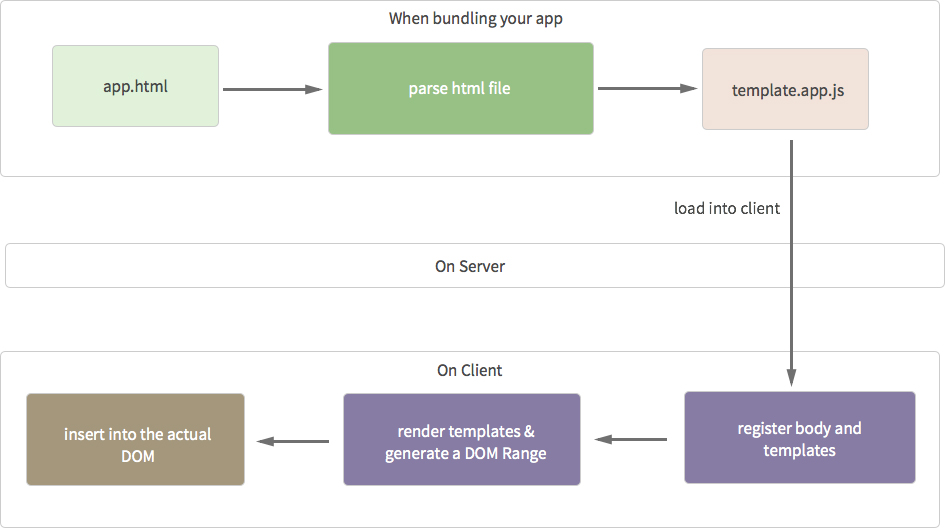 When bundling your app
app.html
parse html file
template.app.js
load into client
On Server
On Client
insert into the actual
DOM
render templates &
generate a DOM Range
register body and
templates